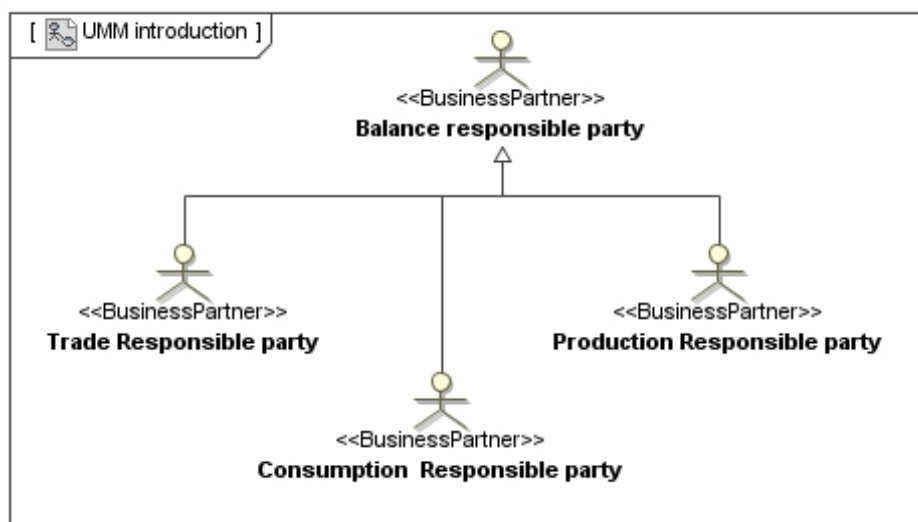 [ UMM introduction ]
<<BusinessPartner>>
Balance responsible party
<<BusinessPartner>>
Trade Responsible party
<<BusinessPartner>>
Production Responsible party
<<BusinessPartner>>
Consumption  Responsible party